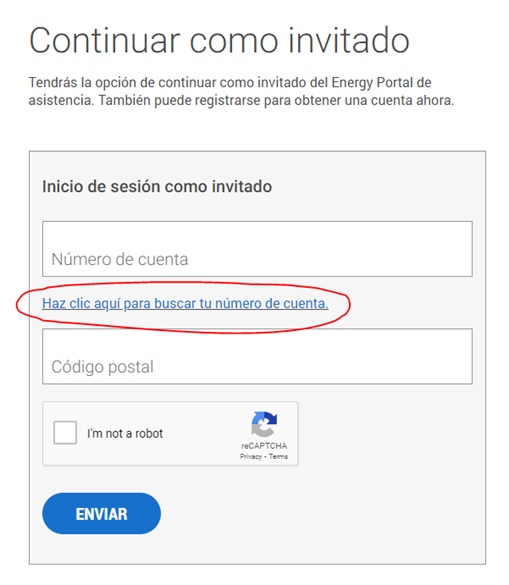 Continuar como invitado
Tendrás la opción de continuar como invitado del Energy Portal de
asistencia. También puede registrarse para obtener una cuenta ahora.
Inicio de sesión como invitado
Número de cuenta
Haz clic aquí para buscar tu número de cuenta.
Código postal
I'm not a robot
reCAPTCHA
Privacy - Terms
ENVIAR